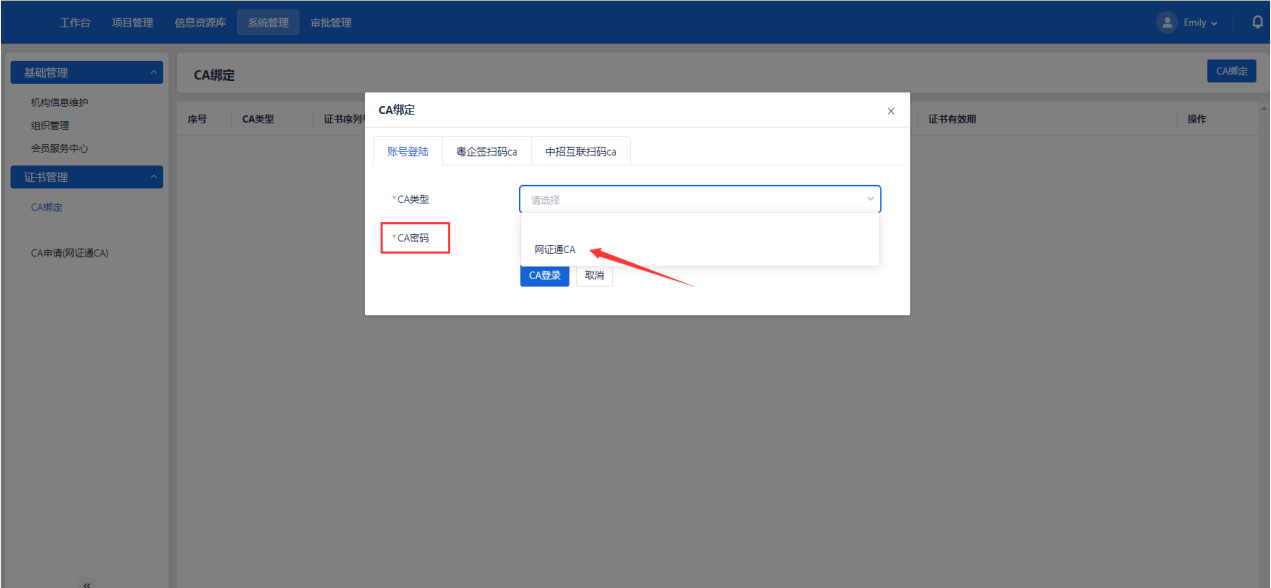 工作台 项目管理 信息资源库 系统管理 审批管理 Emily
基础管理
机构信息维护
组织管理
会员服务中心
证书管理
CA绑定
CA申请(网证通CA)
CA绑定 CA绑定
序号 CA类型 证书序列 证书有效期 操作
CA绑定
账号登陆 粤企签扫码ca 中招互联扫码ca
*CA类型 请选择
*CA密码
网证通CA
CA登录 取消